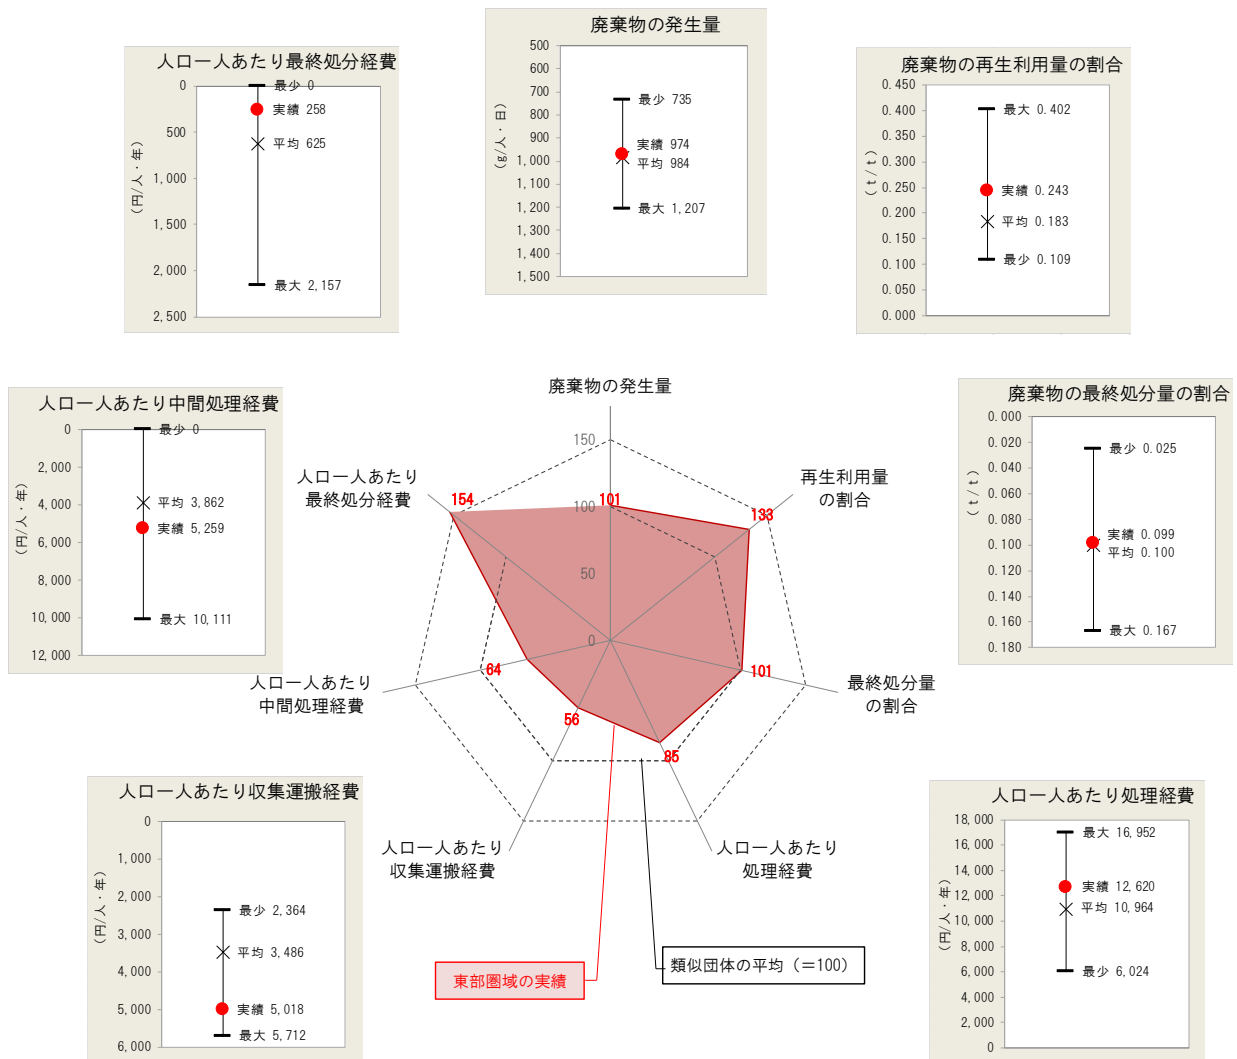 廃棄物の発生量
500
600
700
800
900
1,000
1,100
1,200
1,300
1,400
1,500
(g/人・日)
最少 735
実績 974
平均 984
最大 1,207
人口一人あたり最終処分経費
0
500
1,000
1,500
2,000
2,500
(円/人・年)
最少 0
実績 258
平均 625
最大 2,157
廃棄物の再生利用量の割合
0.450
0.400
0.350
0.300
0.250
0.200
0.150
0.100
0.050
0.000
(ｔ/ｔ)
最大 0.402
実績 0.243
平均 0.183
最少 0.109
人口一人あたり中間処理経費
0
2,000
4,000
6,000
8,000
10,000
12,000
(円/人・年)
最少 0
平均 3,862
実績 5,259
最大 10,111
廃棄物の発生量
150
100
50
0
101
再生利用量
の割合
133
最終処分量
の割合
101
人口一人あたり
処理経費
85
人口一人あたり
収集運搬経費
56
人口一人あたり
中間処理経費
64
人口一人あたり
最終処分経費
154
東部圏域の実績
類似団体の平均（＝100）
廃棄物の最終処分量の割合
0.000
0.020
0.040
0.060
0.080
0.100
0.120
0.140
0.160
0.180
(ｔ/ｔ)
最少 0.025
実績 0.099
平均 0.100
最大 0.167
人口一人あたり収集運搬経費
0
1,000
2,000
3,000
4,000
5,000
6,000
(円/人・年)
最少 2,364
平均 3,486
実績 5,018
最大 5,712
人口一人あたり処理経費
18,000
16,000
14,000
12,000
10,000
8,000
6,000
4,000
2,000
0
(円/人・年)
最大 16,952
実績 12,620
平均 10,964
最少 6,024